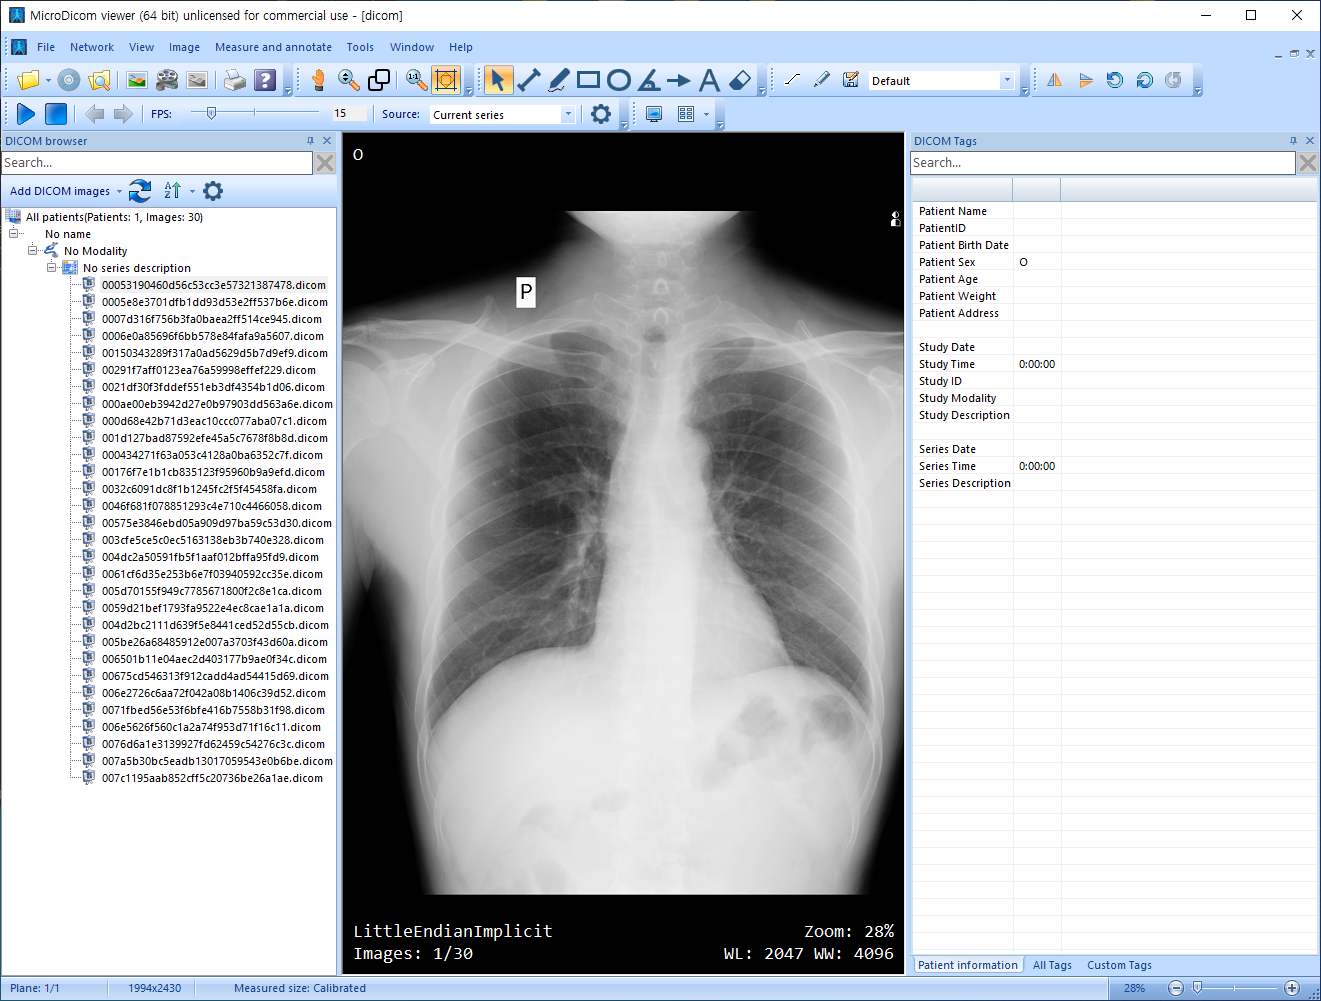 MicroDicom viewer (64 bit) unlicensed for commercial use - [dicom]
File Network View Image Measure and annotate Tools Window Help
1:1 Default
FPS: 15 Source: Current series
DICOM browser
Search...
Add DICOM images
All patients(Patients: 1, Images: 30)
No name
No Modality
No series description
00053190460d56c53cc3e57321387478.dicom
0005e8e3701dfb1dd93d53e2ff537b6e.dicom
0007d316f756b3fa0baea2ff514ce945.dicom
0006e0a85696f6bb578e84fafa9a5607.dicom
00150343289f317a0ad5629d5b7d9ef9.dicom
00291f7aff0123ea76a59998effef229.dicom
0021df30f3fddef551eb3df4354b1d06.dicom
000ae00eb3942d27e0b97903dd563a6e.dicom
000d68e42b71d3eac10ccc077aba07c1.dicom
001d127bad87592efe45a5c7678f8b8d.dicom
000434271f63a053c4128a0ba6352c7f.dicom
00176f7e1b1cb835123f95960b9a9efd.dicom
0032c6091dc8f1b1245fc2f5f45458fa.dicom
0046f681f078851293c4e710c4466058.dicom
00575e3846ebd05a909d97ba59c53d30.dicom
003cfe5ce5c0ec5163138eb3b740e328.dicom
004dc2a50591fb5f1aaf012bffa95fd9.dicom
0061cf6d35e253b6e7f03940592cc35e.dicom
005d70155f949c7785671800f2c8e1ca.dicom
0059d21bef1793fa9522e4ec8cae1a1a.dicom
004d2bc2111d639f5e8441ced52d55cb.dicom
005be26a68485912e007a3703f43d60a.dicom
006501b11e04aec2d403177b9ae0f34c.dicom
00675cd546313f912cadd4ad54415d69.dicom
006e2726c6aa72f042a08b1406c39d52.dicom
0071fbed56e53f6bfe416b7558b31f98.dicom
006e5626f560c1a2a74f953d71f16c11.dicom
0076d6a1e3139927fd62459c54276c3c.dicom
007a5b30bc5eadb13017059543e0b6be.dicom
007c1195aab852cff5c20736be26a1ae.dicom
O
P
LittleEndianImplicit
Images: 1/30
Zoom: 28%
WL: 2047 WW: 4096
DICOM Tags
Search...
Patient Name
PatientID
Patient Birth Date
Patient Sex O
Patient Age
Patient Weight
Patient Address
Study Date
Study Time 0:00:00
Study ID
Study Modality
Study Description
Series Date
Series Time 0:00:00
Series Description
Patient information All Tags Custom Tags
Plane: 1/1 1994x2430 Measured size: Calibrated 28%